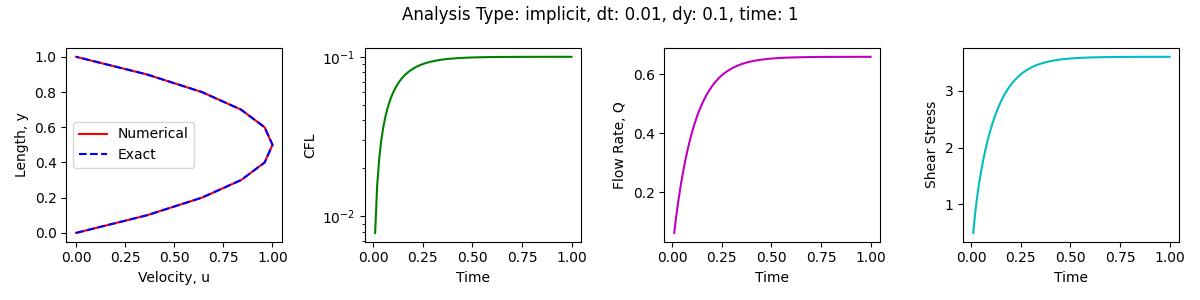 Analysis Type: implicit, dt: 0.01, dy: 0.1, time: 1
Length, y
1.0
0.8
0.6
0.4
0.2
0.0
Numerical
Exact
0.00 0.25 0.50 0.75 1.00
Velocity, u
CFL
10⁻¹
10⁻²
0.00 0.25 0.50 0.75 1.00
Time
Flow Rate, Q
0.6
0.4
0.2
0.00 0.25 0.50 0.75 1.00
Time
Shear Stress
3
2
1
0.00 0.25 0.50 0.75 1.00
Time